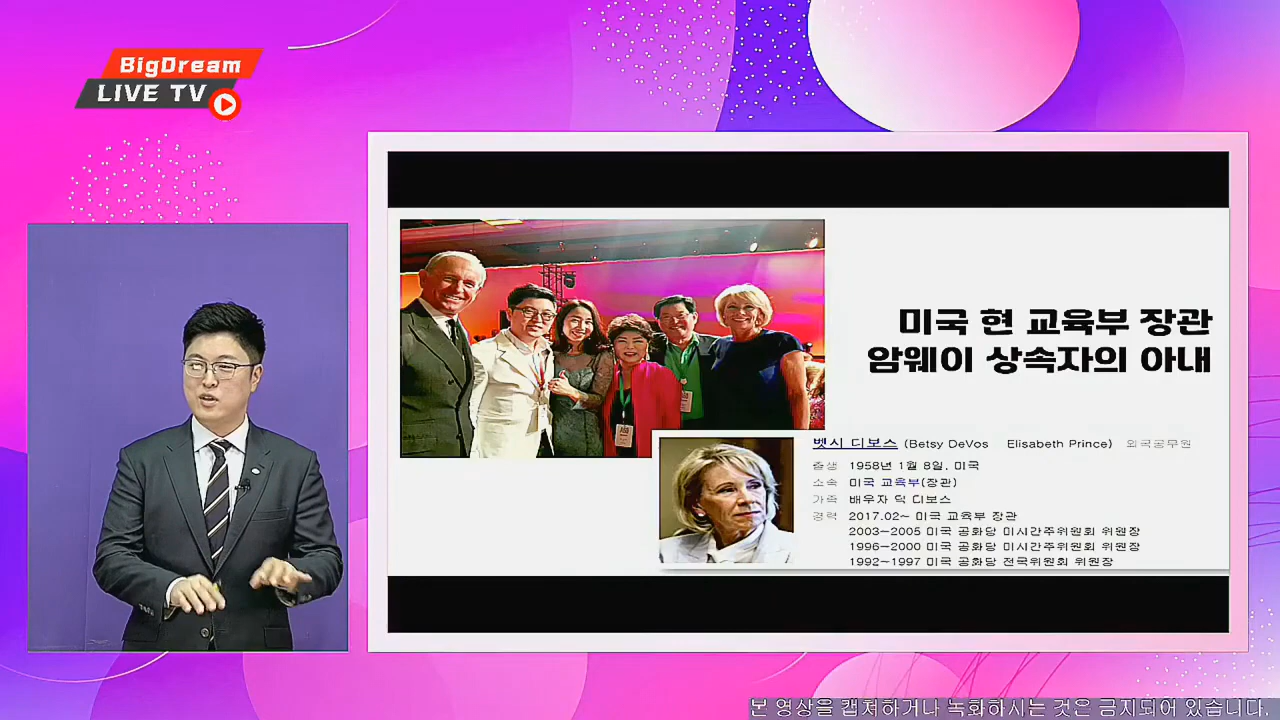 BigDream
LIVE TV
미국 현 교육부 장관
암웨이 상속자의 아내
벳시 디보스 (Betsy DeVos Elisabeth Prince) 외국공무원
출생 1958년 1월 8일, 미국
소속 미국 교육부(장관)
가족 배우자 덕 디보스
경력 2017.02~ 미국 교육부 장관
2003~2005 미국 공화당 미시간주위원회 위원장
1996~2000 미국 공화당 미시간주위원회 위원장
1992~1997 미국 공화당 전국위원회 위원장
본 영상을 캡쳐하거나 녹화하시는 것은 금지되어 있습니다.